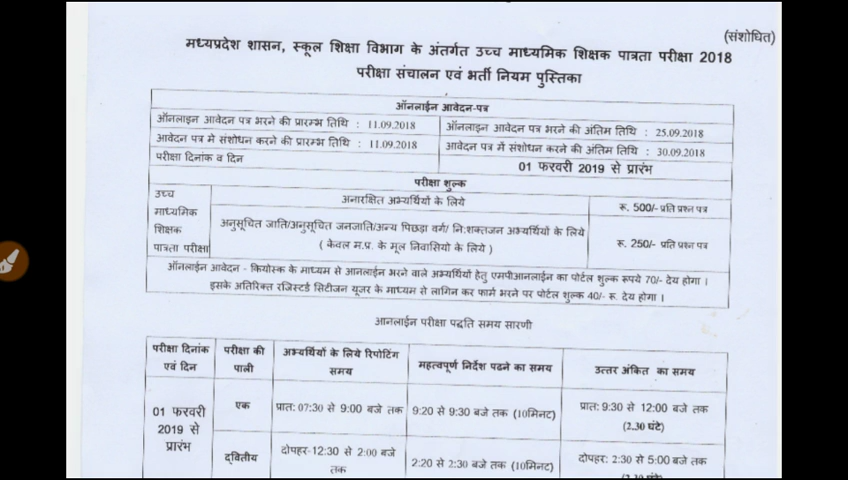 (संशोधित)
मध्यप्रदेश शासन, स्कूल शिक्षा विभाग के अंतर्गत उच्च माध्यमिक शिक्षक पात्रता परीक्षा 2018
परीक्षा संचालन एवं भर्ती नियम पुस्तिका
ऑनलाईन आवेदन-पत्र
ऑनलाइन आवेदन पत्र भरने की प्रारम्भ तिथि : 11.09.2018 ऑनलाईन आवेदन पत्र भरने की अंतिम तिथि : 25.09.2018
आवेदन पत्र में संशोधन करने की प्रारम्भ तिथि : 11.09.2018 आवेदन पत्र में संशोधन करने की अंतिम तिथि : 30.09.2018
परीक्षा दिनांक व दिन 01 फरवरी 2019 से प्रारंभ
परीक्षा शुल्क
उच्च माध्यमिक शिक्षक पात्रता परीक्षा
अनारक्षित अभ्यर्थियों के लिये रू. 500/- प्रति प्रश्न पत्र
अनुसूचित जाति/अनुसूचित जनजाति/अन्य पिछड़ा वर्ग/ नि:शक्तजन अभ्यर्थियों के लिये
( केवल म.प्र. के मूल निवासियो के लिये ) रू. 250/- प्रति प्रश्न पत्र
ऑनलाईन आवेदन - कियोस्क के माध्यम से आनलाईन भरने वाले अभ्यर्थियों हेतु एमपीआनलाईन का पोर्टल शुल्क रूपये 70/- देय होगा ।
इसके अतिरिक्त रजिस्टर्ड सिटीजन यूजर के माध्यम से लागिन कर फार्म भरने पर पोर्टल शुल्क 40/- रू. देय होगा ।
आनलाईन परीक्षा पद्धति समय सारणी
परीक्षा दिनांक एवं दिन परीक्षा की पाली अभ्यर्थियों के लिये रिपोर्टिंग समय महत्वपूर्ण निर्देश पढने का समय उत्तर अंकित का समय
01 फरवरी 2019 से प्रारंभ
एक प्रात: 07:30 से 9:00 बजे तक 9:20 से 9:30 बजे तक (10मिनट) प्रात: 9:30 से 12:00 बजे तक (2.30 घंटे)
द्वितीय दोपहर-12:30 से 2:00 बजे तक 2:20 से 2:30 बजे तक (10मिनट) दोपहर: 2:30 से 5:00 बजे तक